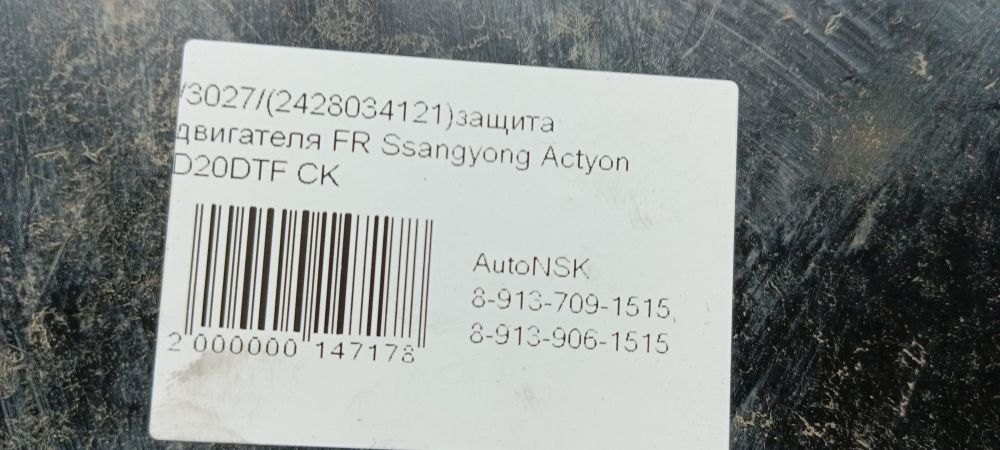 /3027/(2428034121)защита
двигателя FR Ssangyong Actyon
D20DTF CK
AutoNSK
8-913-709-1515,
8-913-906-1515
2 000000 147178